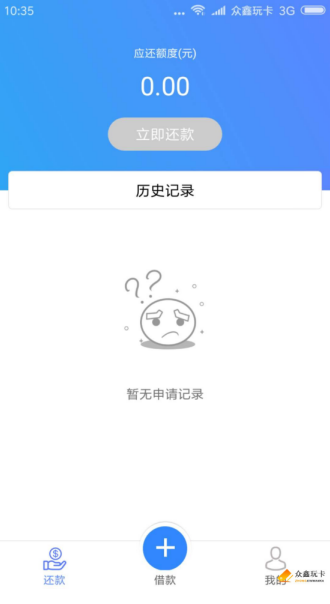 10:35 众鑫玩卡 3G
应还额度(元)
0.00
立即还款
历史记录
暂无申请记录
还款 借款 我的
众鑫玩卡